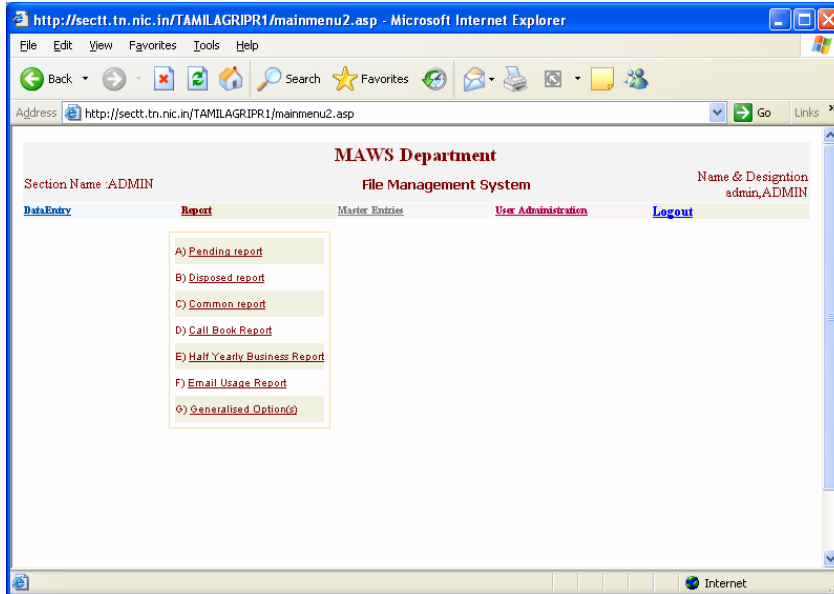 http://sectt.tn.nic.in/TAMILAGRIPR1/mainmenu2.asp - Microsoft Internet Explorer
File Edit View Favorites Tools Help
Back Search Favorites
Address http://sectt.tn.nic.in/TAMILAGRIPR1/mainmenu2.asp Go Links »
MAWS Department
Section Name :ADMIN File Management System Name & Designtion
admin,ADMIN
DataEntry Report Master Entries User Administration Logout
A) Pending report
B) Disposed report
C) Common report
D) Call Book Report
E) Half Yearly Business Report
F) Email Usage Report
G) Generalised Option(s)
Internet